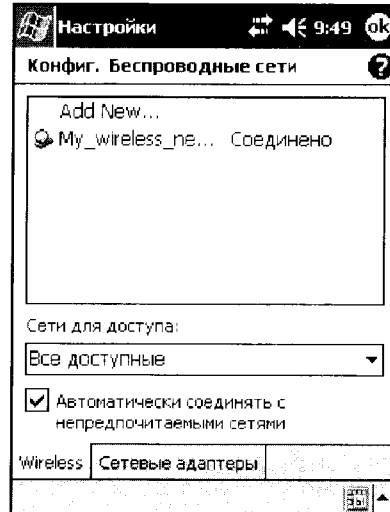 Настройки 9:49 ok
Конфиг. Беспроводные сети ?
Add New...
My_wireless_ne... Соединено
Сети для доступа:
Все доступные
Автоматически соединять с
непредпочитаемыми сетями
Wireless Сетевые адаптеры